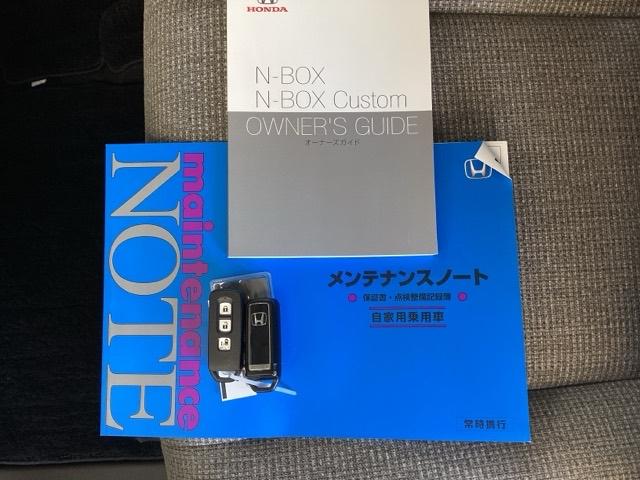 HONDA
N-BOX
N-BOX Custom
OWNER'S GUIDE
オーナーズガイド
maintenance
NOTE
メンテナンスノート
保証書・点検整備記録簿
自家用乗用車
常時携行